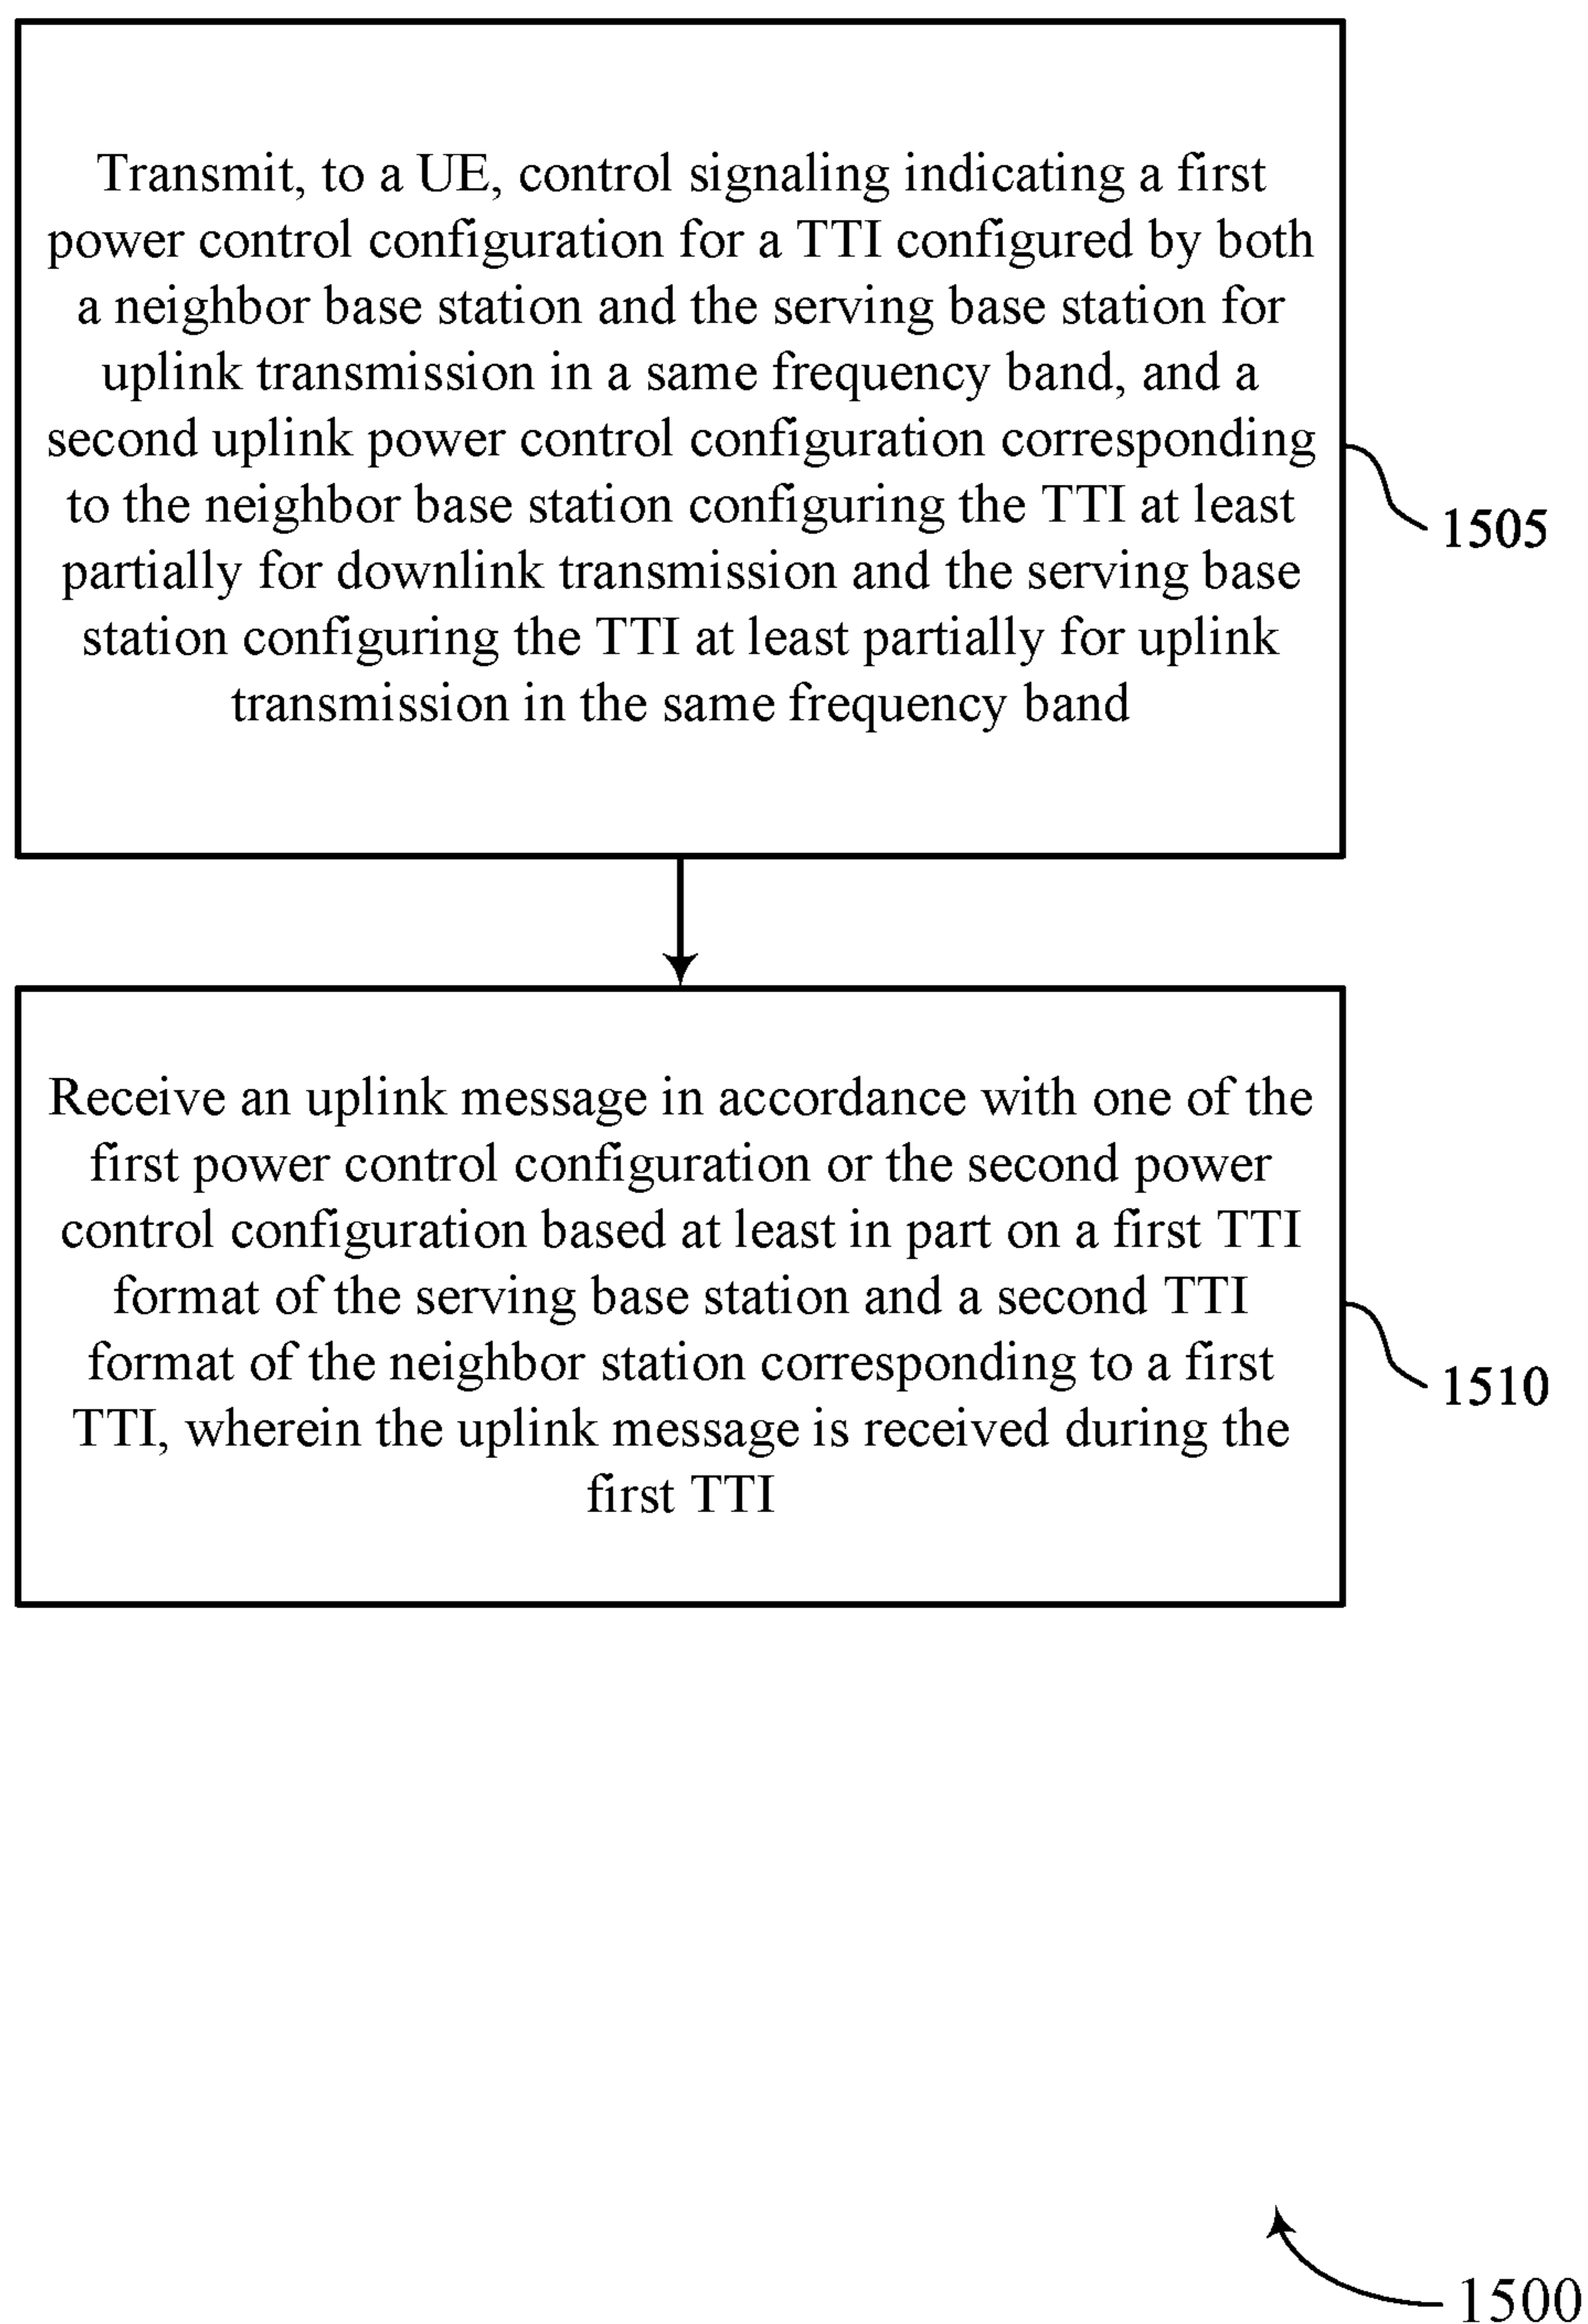 Transmit, to a UE, control signaling indicating a first
power control configuration for a TTI configured by both
a neighbor base station and the serving base station for
uplink transmission in a same frequency band, and a
second uplink power control configuration corresponding
to the neighbor base station configuring the TTI at least
partially for downlink transmission and the serving base
station configuring the TTI at least partially for uplink
transmission in the same frequency band
1505
Receive an uplink message in accordance with one of the
first power control configuration or the second power
control configuration based at least in part on a first TTI
format of the serving base station and a second TTI
format of the neighbor station corresponding to a first
TTI, wherein the uplink message is received during the
first TTI
1510
1500